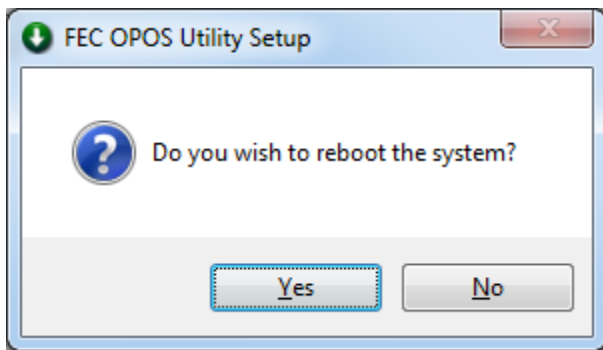 FEC OPOS Utility Setup
Do you wish to reboot the system?
Yes
No